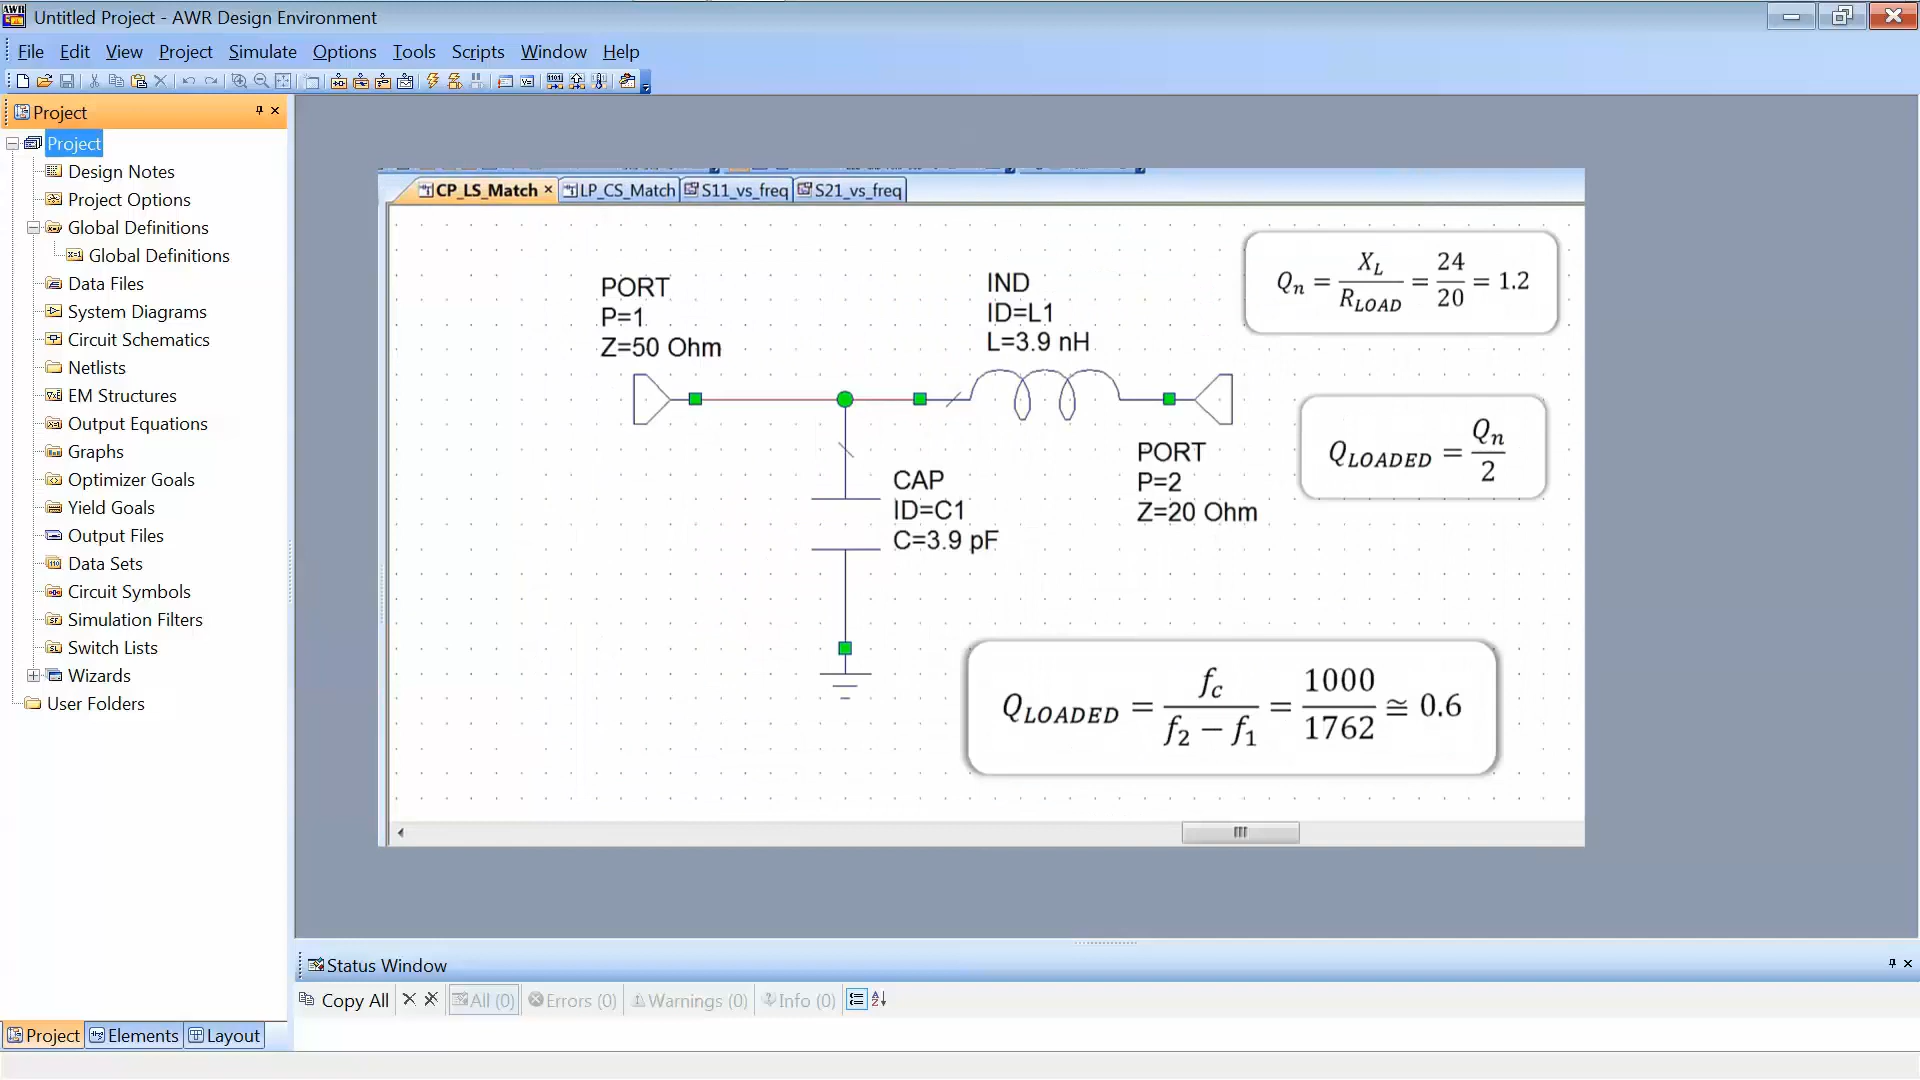 Untitled Project - AWR Design Environment
File Edit View Project Simulate Options Tools Scripts Window Help
Project
Project
Design Notes
Project Options
Global Definitions
Global Definitions
Data Files
System Diagrams
Circuit Schematics
Netlists
EM Structures
Output Equations
Graphs
Optimizer Goals
Yield Goals
Output Files
Data Sets
Circuit Symbols
Simulation Filters
Switch Lists
Wizards
User Folders
Project Elements Layout
CP_LS_Match LP_CS_Match S11_vs_freq S21_vs_freq
PORT
P=1
Z=50 Ohm
IND
ID=L1
L=3.9 nH
CAP
ID=C1
C=3.9 pF
PORT
P=2
Z=20 Ohm
Qn = XL / RLOAD = 24 / 20 = 1.2
QLOADED = Qn / 2
QLOADED = fc / f2 − f1 = 1000 / 1762 ≅ 0.6
Status Window
Copy All All (0) Errors (0) Warnings (0) Info (0)